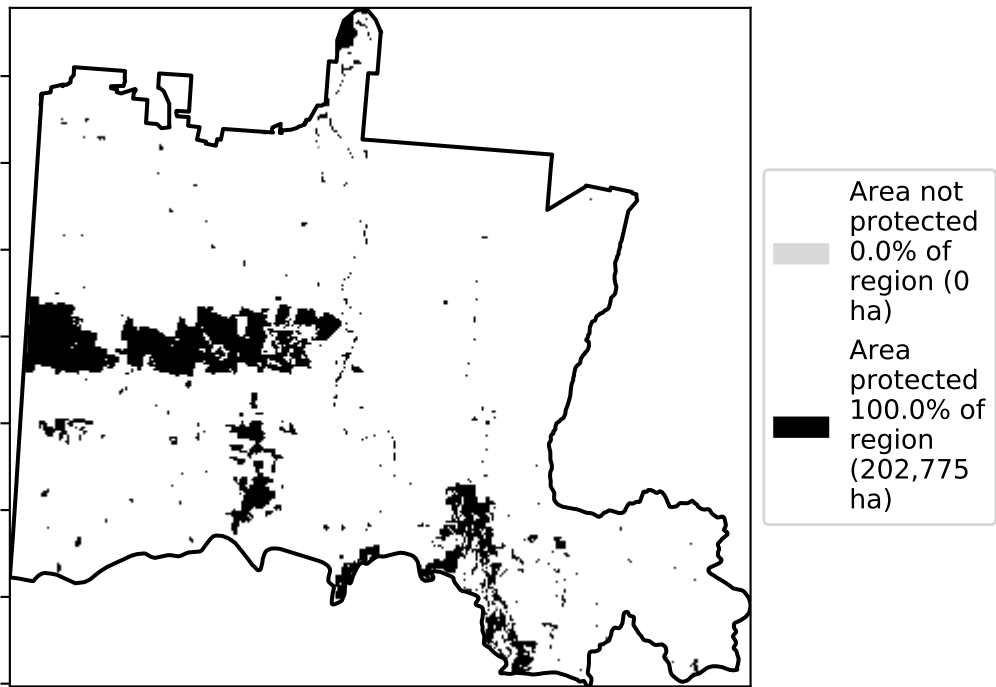 Area not
protected
0.0% of
region (0
ha)
Area
protected
100.0% of
region
(202,775
ha)